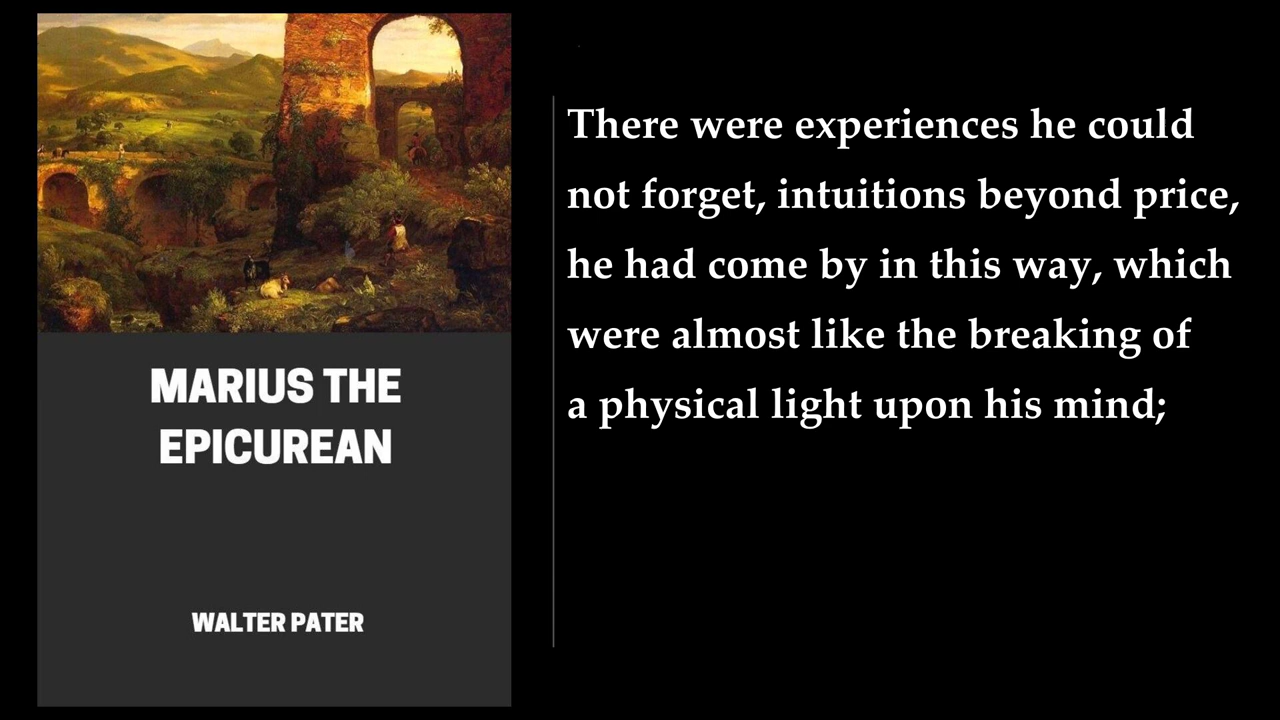 MARIUS THE
EPICUREAN
WALTER PATER
There were experiences he could
not forget, intuitions beyond price,
he had come by in this way, which
were almost like the breaking of
a physical light upon his mind;